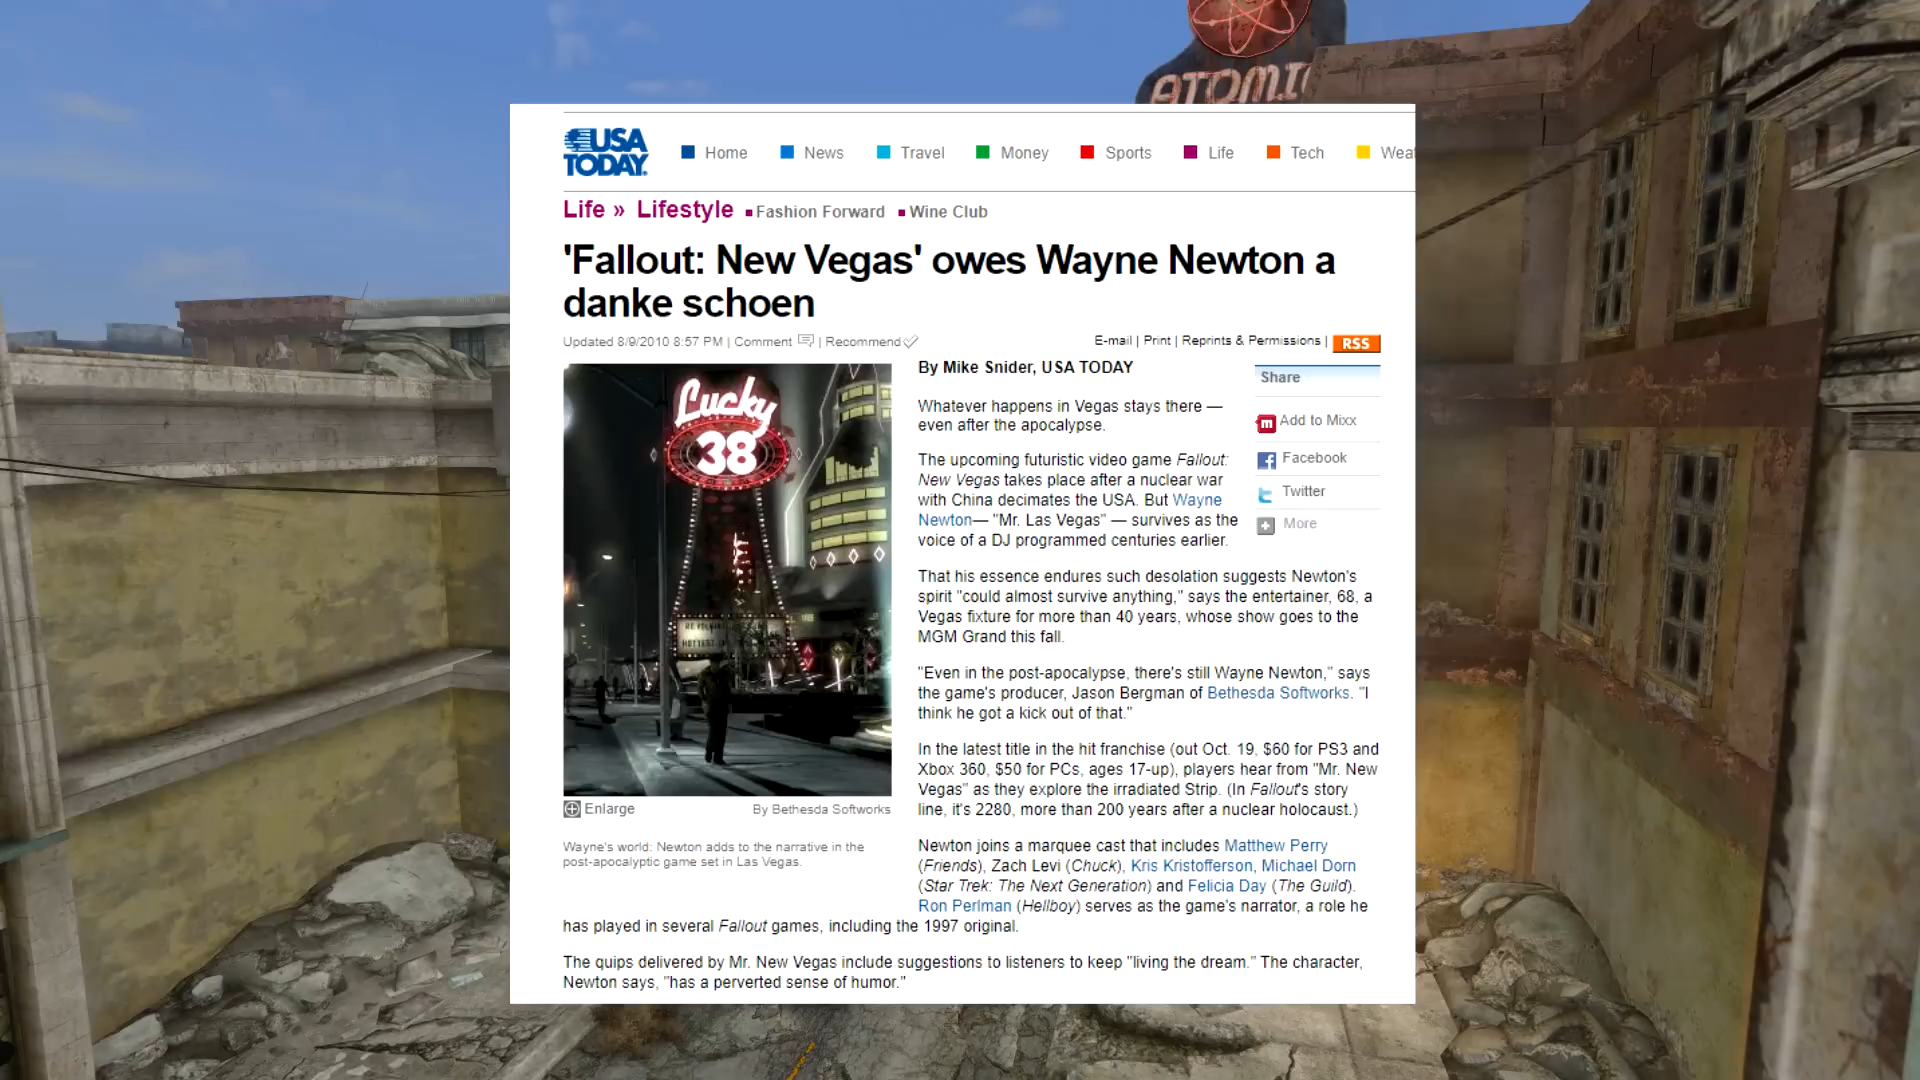 ATOMI
USA
TODAY
Home
News
Travel
Money
Sports
Life
Tech
Weat
Life » Lifestyle
Fashion Forward
Wine Club
'Fallout: New Vegas' owes Wayne Newton a
danke schoen
Updated 8/9/2010 8:57 PM | Comment | Recommend
E-mail | Print | Reprints & Permissions | RSS
Lucky
38
Enlarge
By Bethesda Softworks
Wayne's world: Newton adds to the narrative in the
post-apocalyptic game set in Las Vegas.
By Mike Snider, USA TODAY
Share
Add to Mixx
Facebook
Twitter
More
Whatever happens in Vegas stays there —
even after the apocalypse.
The upcoming futuristic video game Fallout:
New Vegas takes place after a nuclear war
with China decimates the USA. But Wayne
Newton— "Mr. Las Vegas" — survives as the
voice of a DJ programmed centuries earlier.
That his essence endures such desolation suggests Newton's
spirit "could almost survive anything," says the entertainer, 68, a
Vegas fixture for more than 40 years, whose show goes to the
MGM Grand this fall.
"Even in the post-apocalypse, there's still Wayne Newton," says
the game's producer, Jason Bergman of Bethesda Softworks. "I
think he got a kick out of that."
In the latest title in the hit franchise (out Oct. 19, $60 for PS3 and
Xbox 360, $50 for PCs, ages 17-up), players hear from "Mr. New
Vegas" as they explore the irradiated Strip. (In Fallout's story
line, it's 2280, more than 200 years after a nuclear holocaust.)
Newton joins a marquee cast that includes Matthew Perry
(Friends), Zach Levi (Chuck), Kris Kristofferson, Michael Dorn
(Star Trek: The Next Generation) and Felicia Day (The Guild).
Ron Perlman (Hellboy) serves as the game's narrator, a role he
has played in several Fallout games, including the 1997 original.
The quips delivered by Mr. New Vegas include suggestions to listeners to keep "living the dream." The character,
Newton says, "has a perverted sense of humor."